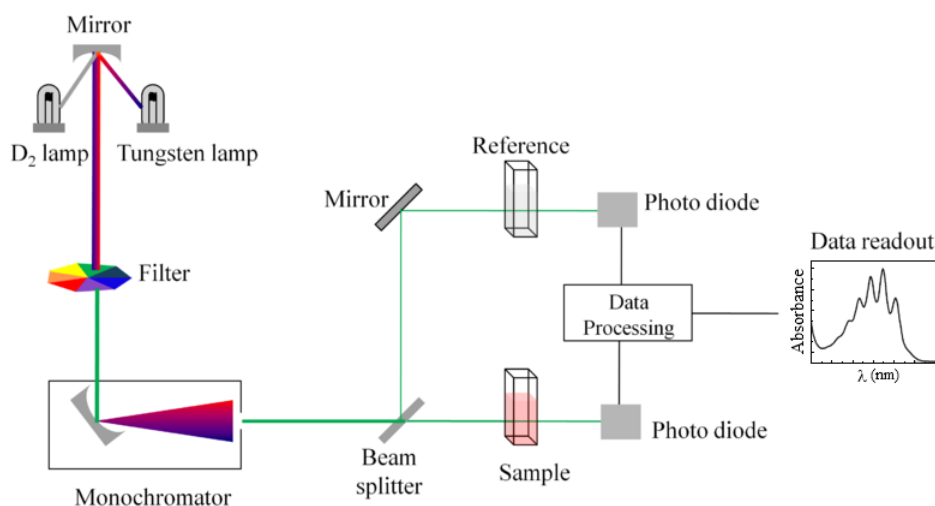 Mirror
D₂ lamp
Tungsten lamp
Filter
Monochromator
Mirror
Reference
Photo diode
Data
Processing
Data readout
Absorbance
λ (nm)
Beam
splitter
Sample
Photo diode